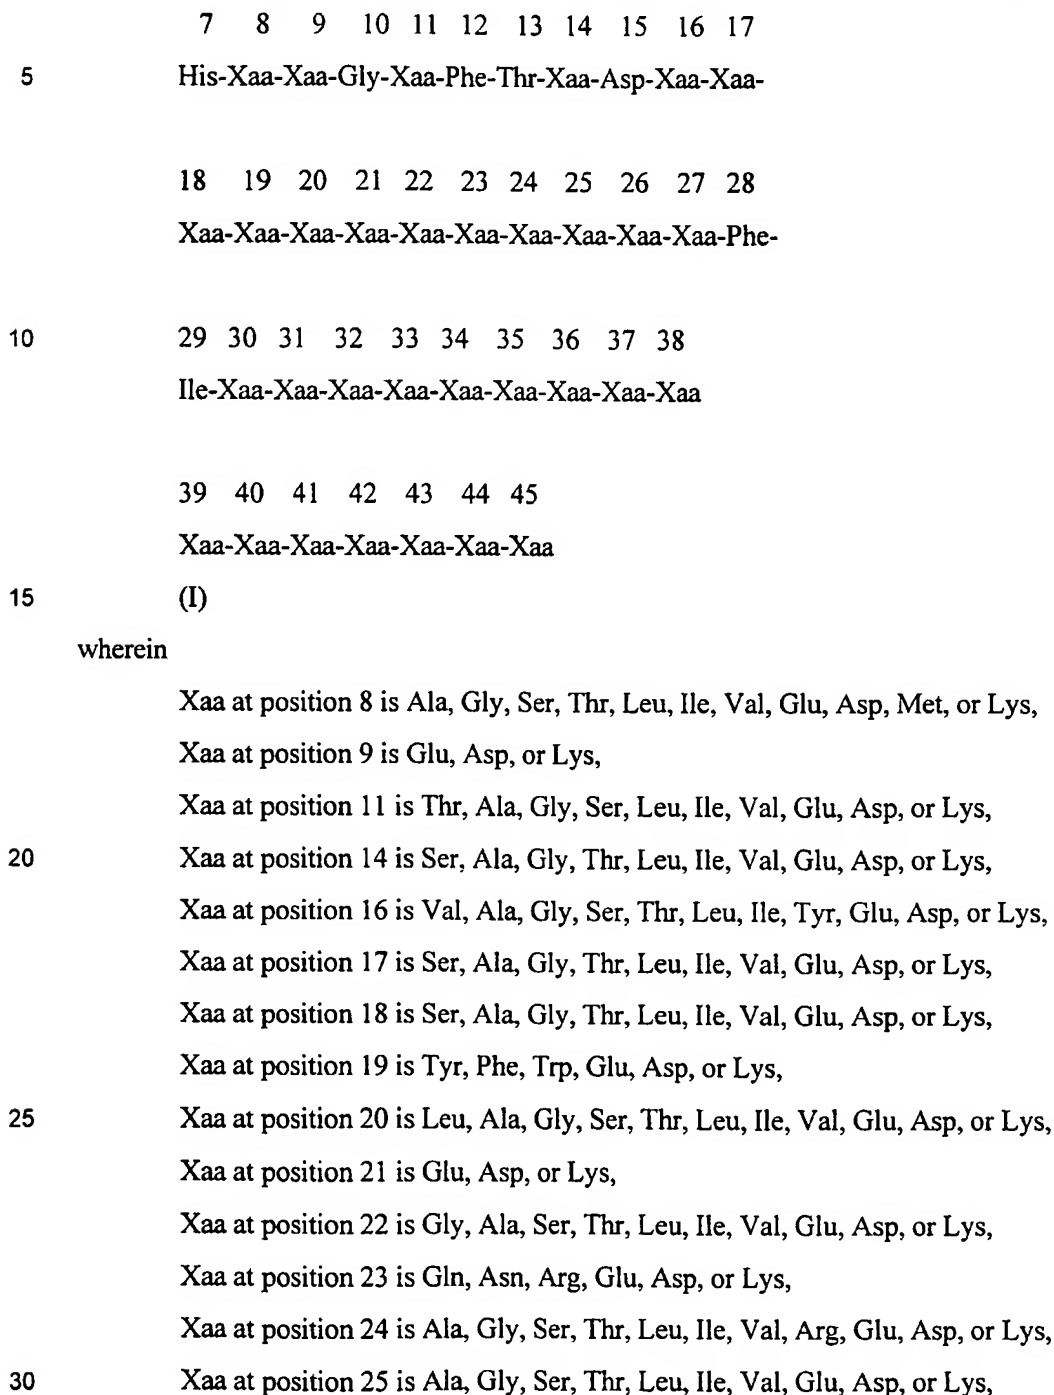 7 8 9 10 11 12 13 14 15 16 17
5 His-Xaa-Xaa-Gly-Xaa-Phe-Thr-Xaa-Asp-Xaa-Xaa-
18 19 20 21 22 23 24 25 26 27 28
Xaa-Xaa-Xaa-Xaa-Xaa-Xaa-Xaa-Xaa-Xaa-Xaa-Phe-
10 29 30 31 32 33 34 35 36 37 38
Ile-Xaa-Xaa-Xaa-Xaa-Xaa-Xaa-Xaa-Xaa-Xaa
39 40 41 42 43 44 45
Xaa-Xaa-Xaa-Xaa-Xaa-Xaa-Xaa
15 (I)
wherein
Xaa at position 8 is Ala, Gly, Ser, Thr, Leu, Ile, Val, Glu, Asp, Met, or Lys,
Xaa at position 9 is Glu, Asp, or Lys,
Xaa at position 11 is Thr, Ala, Gly, Ser, Leu, Ile, Val, Glu, Asp, or Lys,
20 Xaa at position 14 is Ser, Ala, Gly, Thr, Leu, Ile, Val, Glu, Asp, or Lys,
Xaa at position 16 is Val, Ala, Gly, Ser, Thr, Leu, Ile, Tyr, Glu, Asp, or Lys,
Xaa at position 17 is Ser, Ala, Gly, Thr, Leu, Ile, Val, Glu, Asp, or Lys,
Xaa at position 18 is Ser, Ala, Gly, Thr, Leu, Ile, Val, Glu, Asp, or Lys,
Xaa at position 19 is Tyr, Phe, Trp, Glu, Asp, or Lys,
25 Xaa at position 20 is Leu, Ala, Gly, Ser, Thr, Leu, Ile, Val, Glu, Asp, or Lys,
Xaa at position 21 is Glu, Asp, or Lys,
Xaa at position 22 is Gly, Ala, Ser, Thr, Leu, Ile, Val, Glu, Asp, or Lys,
Xaa at position 23 is Gln, Asn, Arg, Glu, Asp, or Lys,
Xaa at position 24 is Ala, Gly, Ser, Thr, Leu, Ile, Val, Arg, Glu, Asp, or Lys,
30 Xaa at position 25 is Ala, Gly, Ser, Thr, Leu, Ile, Val, Glu, Asp, or Lys,